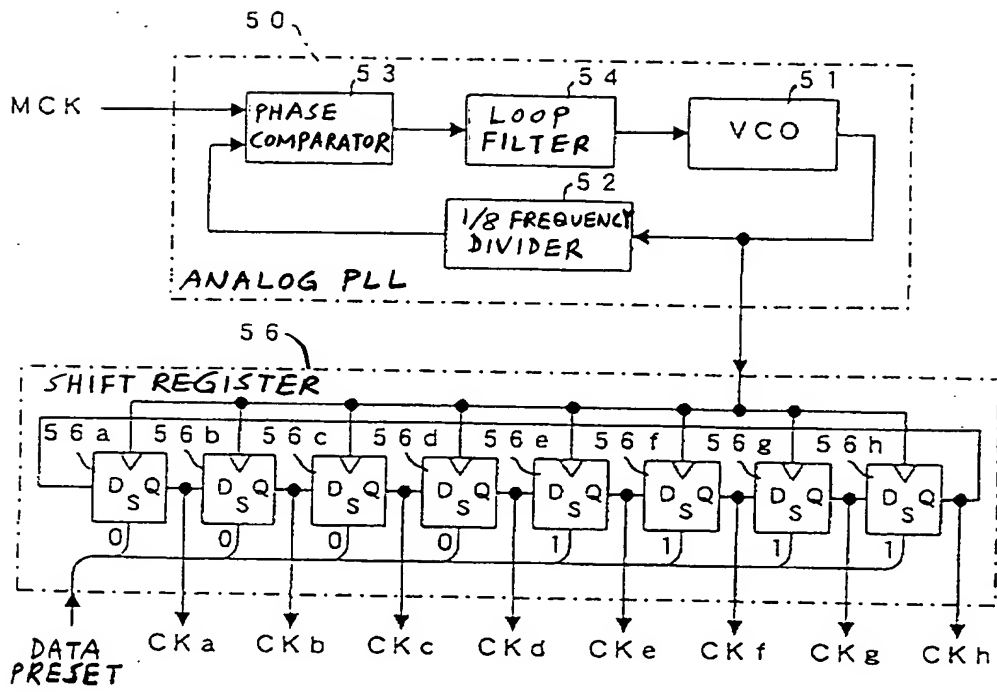 50
53
54
51
MCK
PHASE
COMPARATOR
LOOP
FILTER
VCO
52
1/8 FREQUENCY
DIVIDER
ANALOG PLL
56
SHIFT REGISTER
56a 56b 56c 56d 56e 56f 56g 56h
D S Q D S Q D S Q D S Q D S Q D S Q D S Q D S Q
0 0 0 0 1 1 1 1
DATA
PRESET
CKa CKb CKc CKd CKe CKf CKg CKh